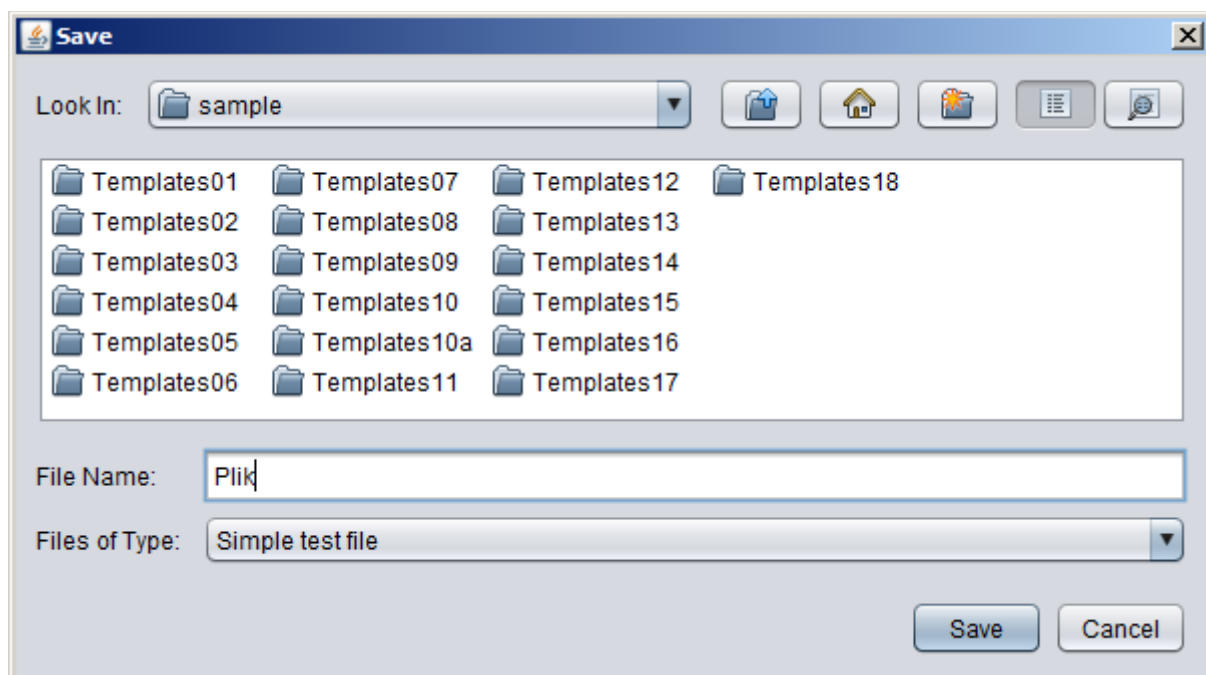 Save
Look In: sample
Templates01 Templates07 Templates12 Templates18
Templates02 Templates08 Templates13
Templates03 Templates09 Templates14
Templates04 Templates10 Templates15
Templates05 Templates10a Templates16
Templates06 Templates11 Templates17
File Name: Plik
Files of Type: Simple test file
Save Cancel